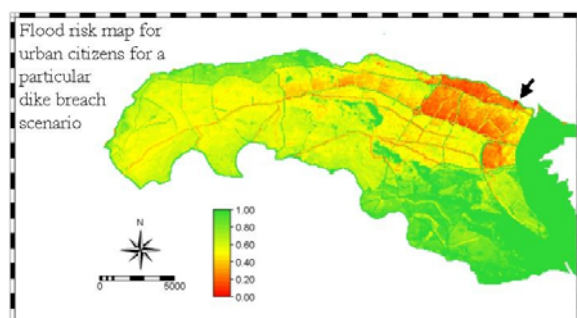 Flood risk map for
urban citizens for a
particular
dike breach
scenario
N
0
5000
1.00
0.80
0.60
0.40
0.20
0.00